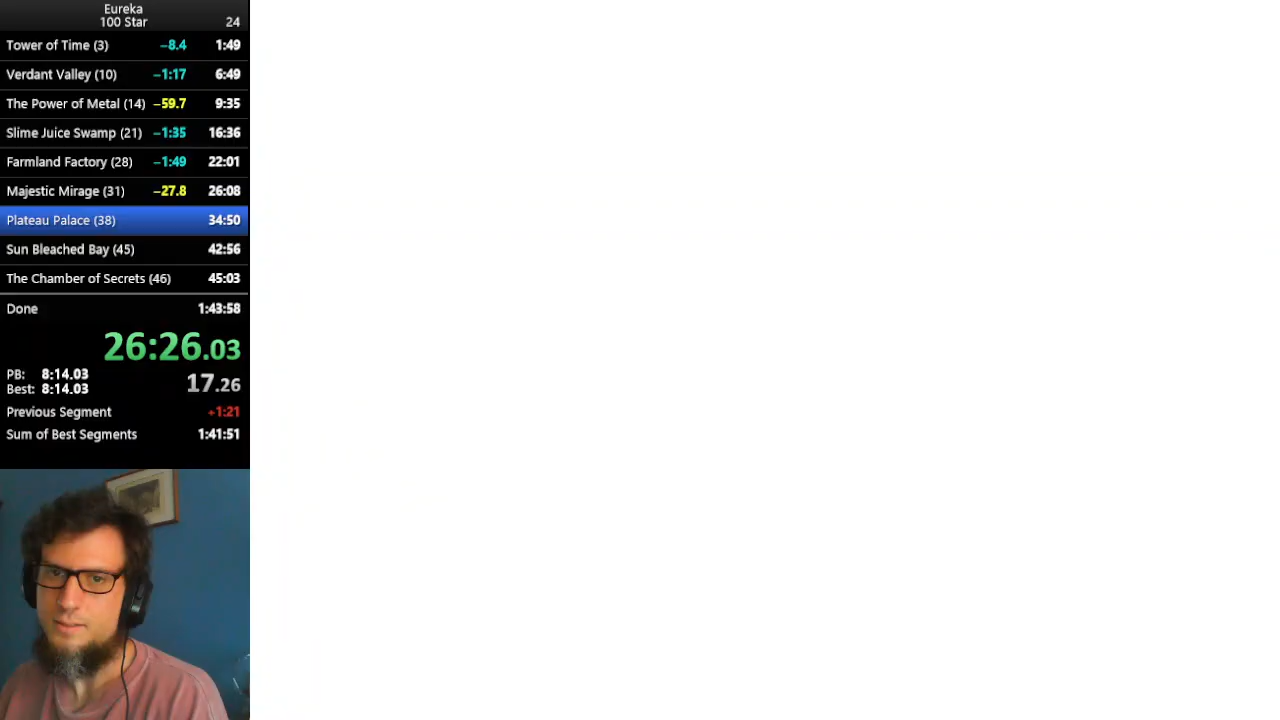 Eureka
100 Star 24
Tower of Time (3) −8.4 1:49
Verdant Valley (10) −1:17 6:49
The Power of Metal (14) −59.7 9:35
Slime Juice Swamp (21) −1:35 16:36
Farmland Factory (28) −1:49 22:01
Majestic Mirage (31) −27.8 26:08
Plateau Palace (38) 34:50
Sun Bleached Bay (45) 42:56
The Chamber of Secrets (46) 45:03
Done 1:43:58
26:26.03
PB: 8:14.03
Best: 8:14.03
17.26
Previous Segment +1:21
Sum of Best Segments 1:41:51